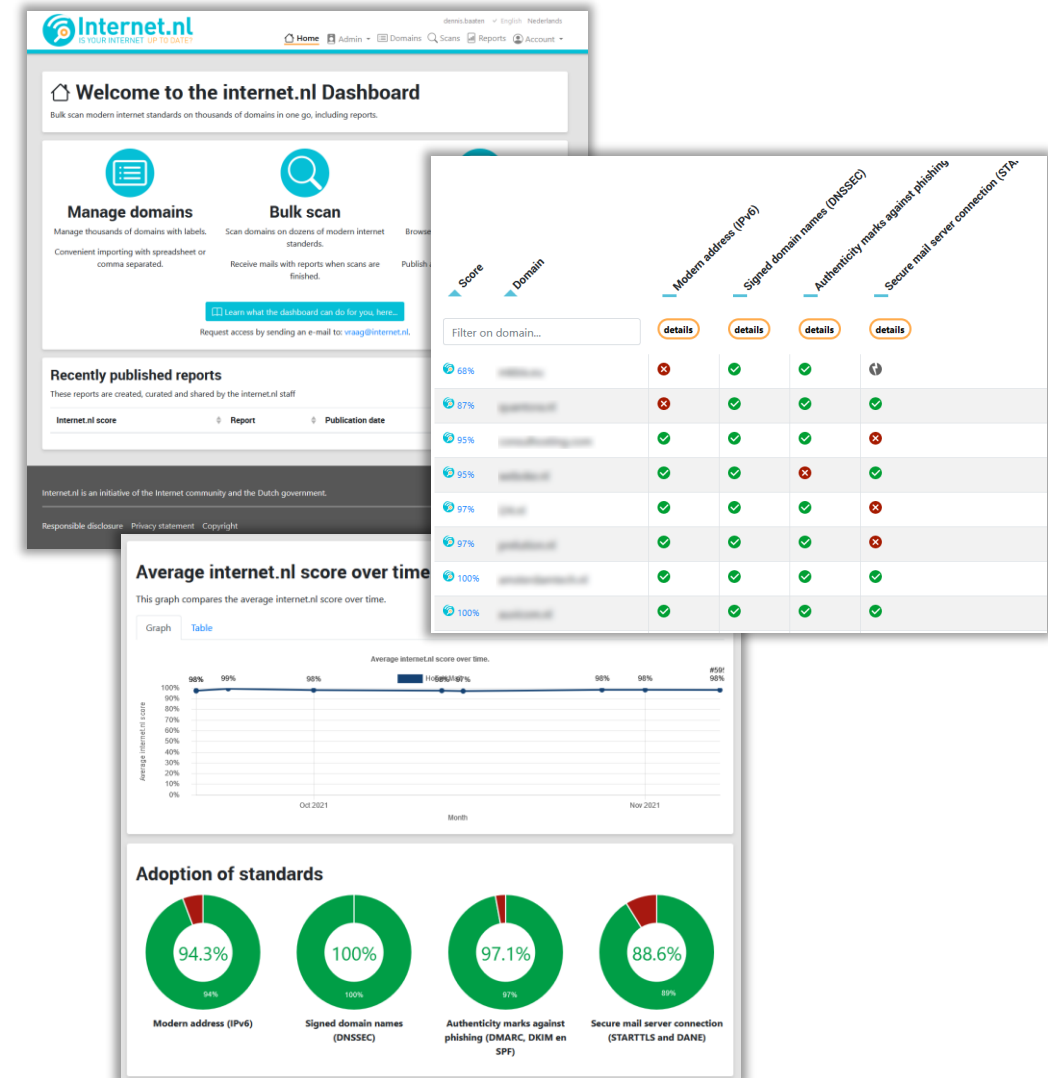 Internet.nl
IS YOUR INTERNET UP TO DATE?
dennis.baaten ✓ English Nederlands
Home Admin Domains Scans Reports Account
Welcome to the internet.nl Dashboard
Bulk scan modern internet standards on thousands of domains in one go, including reports.
Manage domains
Manage thousands of domains with labels.
Convenient importing with spreadsheet or
comma separated.
Bulk scan
Scan domains on dozens of modern internet
standerds.
Receive mails with reports when scans are
finished.
Browse
Publish
Learn what the dashboard can do for you, here...
Request access by sending an e-mail to: vraag@internet.nl.
Recently published reports
These reports are created, curated and shared by the internet.nl staff
Internet.nl score Report Publication date
Internet.nl is an initiative of the Internet community and the Dutch government.
Responsible disclosure Privacy statement Copyright
Score
Domain
Modern address (IPv6)
Signed domain names (DNSSEC)
Authenticity marks against phishing
Secure mail server connection (STA
Filter on domain...
details details details details
68%
87%
95%
95%
97%
97%
100%
100%
Average internet.nl score over time
This graph compares the average internet.nl score over time.
Graph Table
Average internet.nl score over time.
#59
98% 99% 98% 98% 97% 98% 98% 98%
Average internet.nl score
100%
90%
80%
70%
60%
50%
40%
30%
20%
10%
0%
Oct 2021 Nov 2021
Month
Adoption of standards
94.3%
94%
Modern address (IPv6)
100%
100%
Signed domain names
(DNSSEC)
97.1%
97%
Authenticity marks against
phishing (DMARC, DKIM en
SPF)
88.6%
89%
Secure mail server connection
(STARTTLS and DANE)